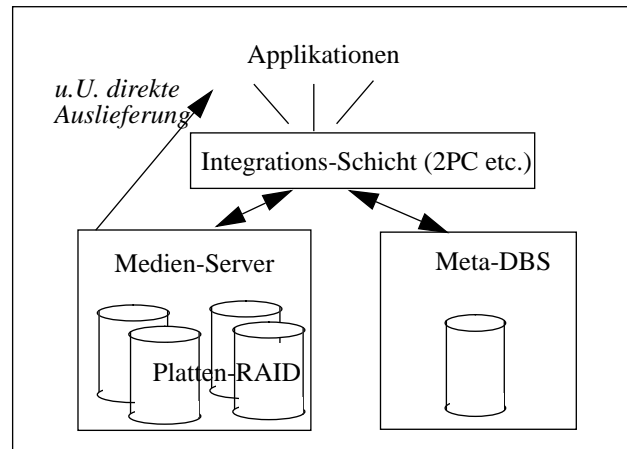 Applikationen
u.U. direkte
Auslieferung
Integrations-Schicht (2PC etc.)
Medien-Server
Meta-DBS
Platten-RAID